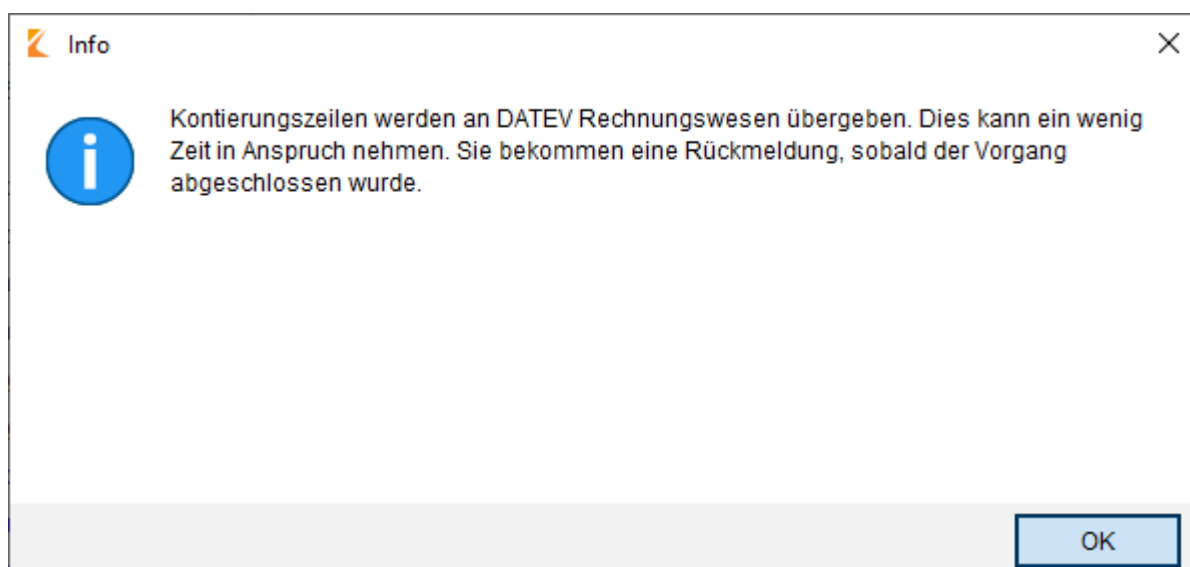 Info
Kontierungszeilen werden an DATEV Rechnungswesen übergeben. Dies kann ein wenig
Zeit in Anspruch nehmen. Sie bekommen eine Rückmeldung, sobald der Vorgang
abgeschlossen wurde.
OK